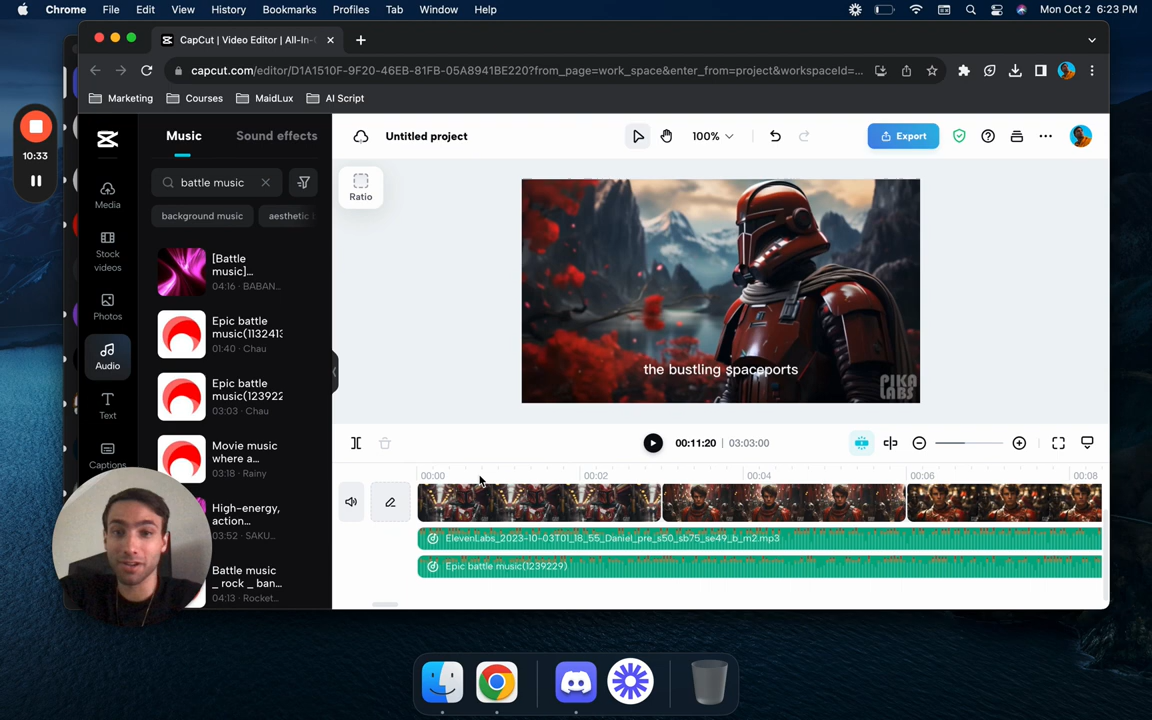 Chrome File Edit View History Bookmarks Profiles Tab Window Help Mon Oct 2 6:23 PM
CapCut | Video Editor | All-In-
capcut.com/editor/D1A1510F-9F20-46EB-81FB-05A8941BE220?from_page=work_space&enter_from=project&workspaceId=...
Marketing Courses MaidLux AI Script
10:33
Music Sound effects
Untitled project
100%
Export
battle music
background music aesthetic
Ratio
Media
Stock
videos
Photos
Audio
Text
Captions
[Battle
music]...
04:16 · BABAN...
Epic battle
music(1132413
01:40 · Chau
Epic battle
music(123922
03:03 · Chau
Movie music
where a...
03:18 · Rainy
High-energy,
action...
03:52 · SAKU...
Battle music
_ rock _ ban...
04:13 · Rocket...
the bustling spaceports
PIKA
LABS
00:11:20 | 03:03:00
00:00 00:02 00:04 00:06 00:08
ElevenLabs_2023-10-03T01_18_55_Daniel_pre_s50_sb75_se49_b_m2.mp3
Epic battle music(1239229)